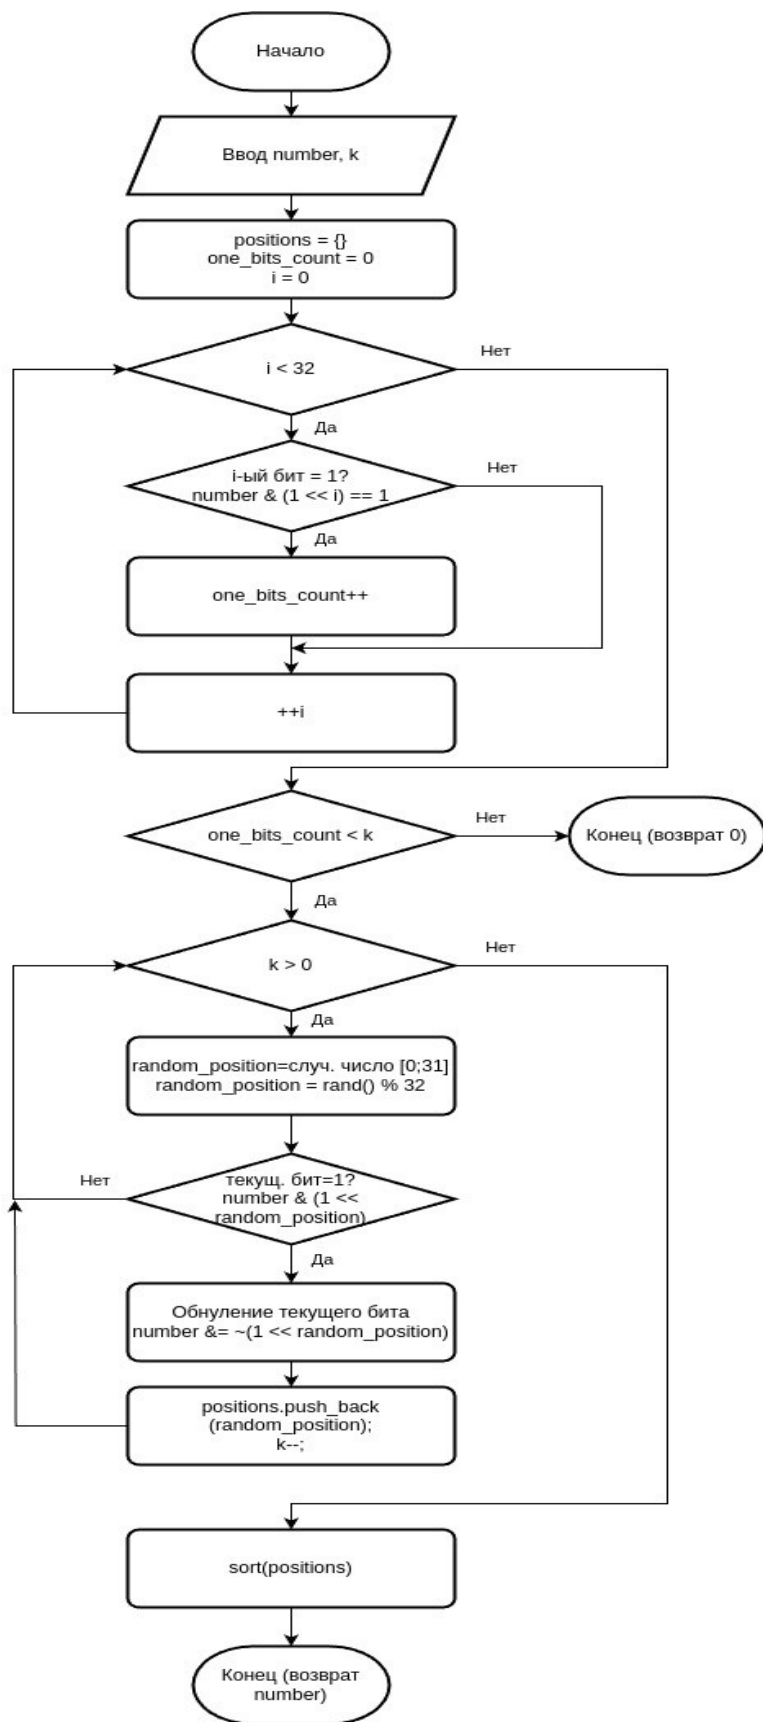 Начало
Ввод number, k
positions = {}
one_bits_count = 0
i = 0
i < 32
Нет
Да
i-ый бит = 1?
number & (1 << i) == 1
Нет
Да
one_bits_count++
++i
one_bits_count < k
Нет
Конец (возврат 0)
Да
k > 0
Нет
Да
random_position=случ. число [0;31]
random_position = rand() % 32
текущ. бит=1?
number & (1 <<
random_position)
Нет
Да
Обнуление текущего бита
number &= ~(1 << random_position)
positions.push_back
(random_position);
k--;
sort(positions)
Конец (возврат
number)